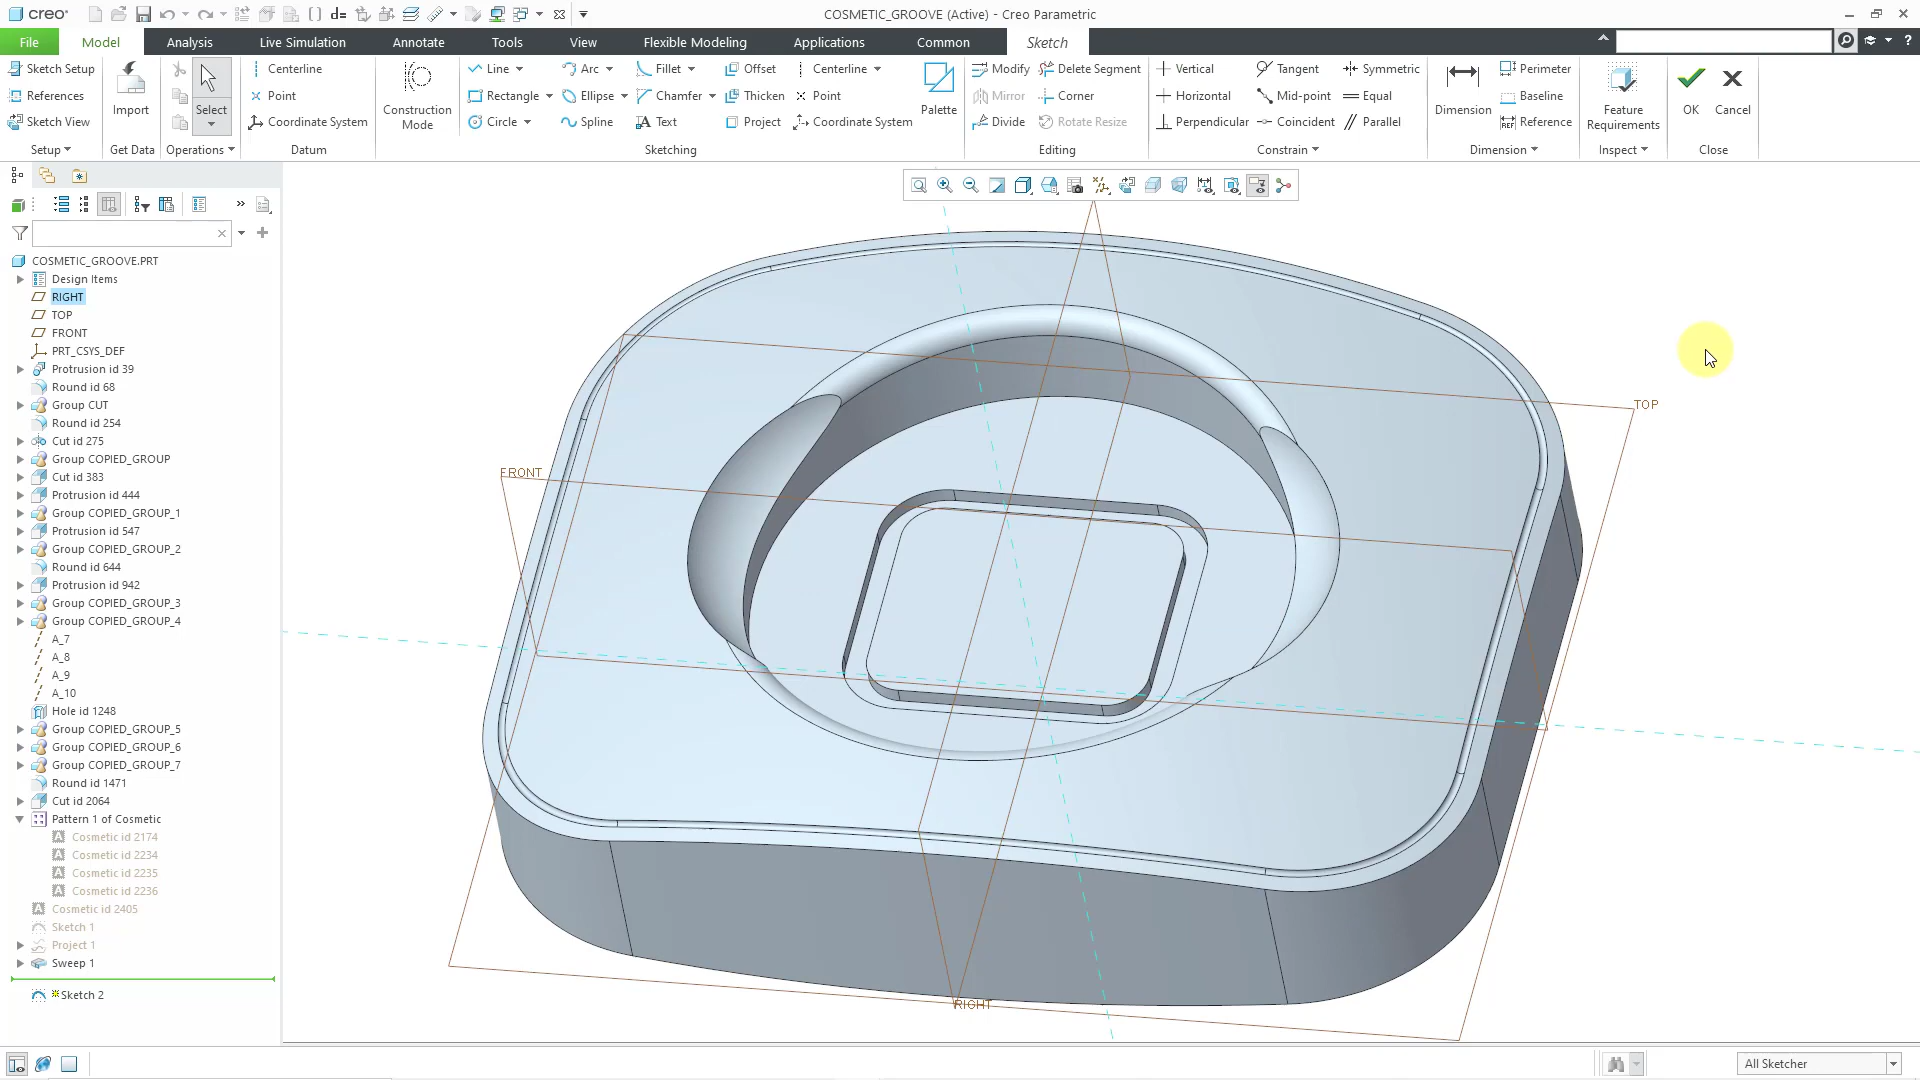 creo
COSMETIC_GROOVE (Active) - Creo Parametric
File
Model
Analysis
Live Simulation
Annotate
Tools
View
Flexible Modeling
Applications
Common
Sketch
Sketch Setup
References
Sketch View
Setup
Import
Get Data
Select
Operations
Centerline
Point
Coordinate System
Datum
Construction
Mode
Line
Arc
Fillet
Offset
Centerline
Rectangle
Ellipse
Chamfer
Thicken
Point
Circle
Spline
Text
Project
Coordinate System
Palette
Sketching
Modify
Delete Segment
Mirror
Corner
Divide
Rotate Resize
Editing
Vertical
Tangent
Symmetric
Horizontal
Mid-point
Equal
Perpendicular
Coincident
Parallel
Constrain
Dimension
Perimeter
Baseline
Reference
Dimension
Feature
Requirements
Inspect
OK
Cancel
Close
COSMETIC_GROOVE.PRT
Design Items
RIGHT
TOP
FRONT
PRT_CSYS_DEF
Protrusion id 39
Round id 68
Group CUT
Round id 254
Cut id 275
Group COPIED_GROUP
Cut id 383
Protrusion id 444
Group COPIED_GROUP_1
Protrusion id 547
Group COPIED_GROUP_2
Round id 644
Protrusion id 942
Group COPIED_GROUP_3
Group COPIED_GROUP_4
A_7
A_8
A_9
A_10
Hole id 1248
Group COPIED_GROUP_5
Group COPIED_GROUP_6
Group COPIED_GROUP_7
Round id 1471
Cut id 2064
Pattern 1 of Cosmetic
Cosmetic id 2174
Cosmetic id 2234
Cosmetic id 2235
Cosmetic id 2236
Cosmetic id 2405
Sketch 1
Project 1
Sweep 1
Sketch 2
TOP
FRONT
RIGHT
All Sketcher